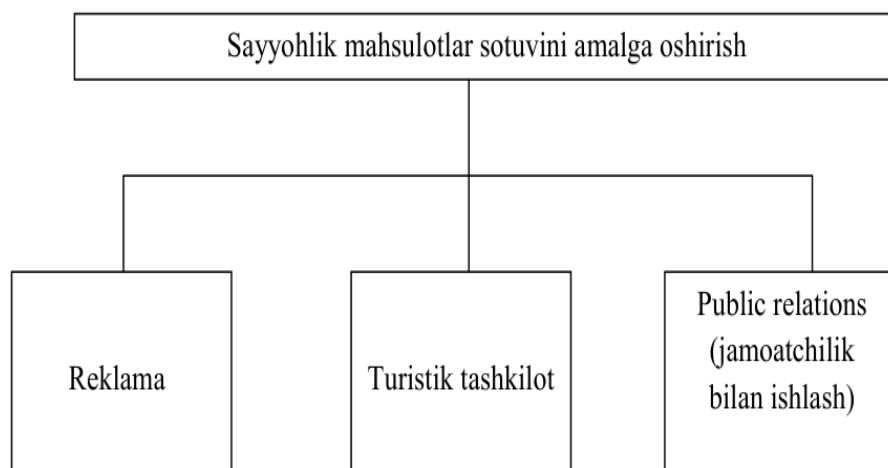 Sayyohlik mahsulotlar sotuvini amalga oshirish
Reklama
Turistik tashkilot
Public relations
(jamoatchilik
bilan ishlash)